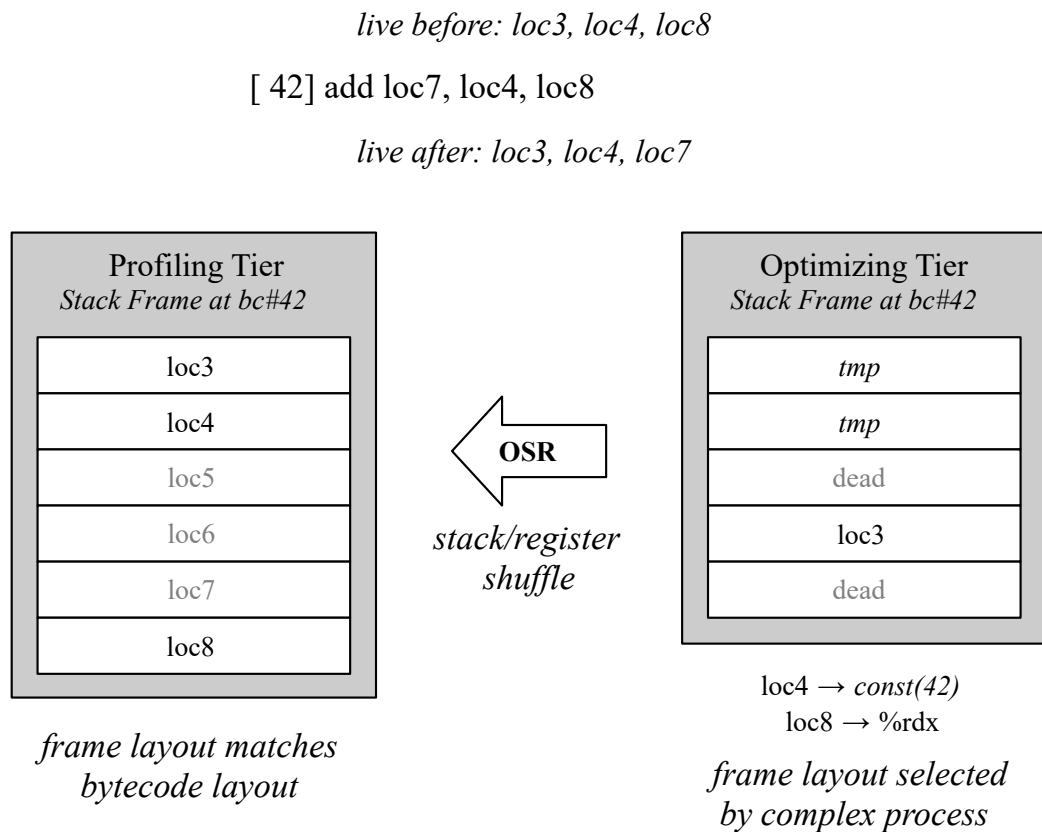 live before: loc3, loc4, loc8
[ 42] add loc7, loc4, loc8
live after: loc3, loc4, loc7
Profiling Tier
Stack Frame at bc#42
loc3
loc4
loc5
loc6
loc7
loc8
frame layout matches
bytecode layout
OSR
stack/register
shuffle
Optimizing Tier
Stack Frame at bc#42
tmp
tmp
dead
loc3
dead
loc4 → const(42)
loc8 → %rdx
frame layout selected
by complex process